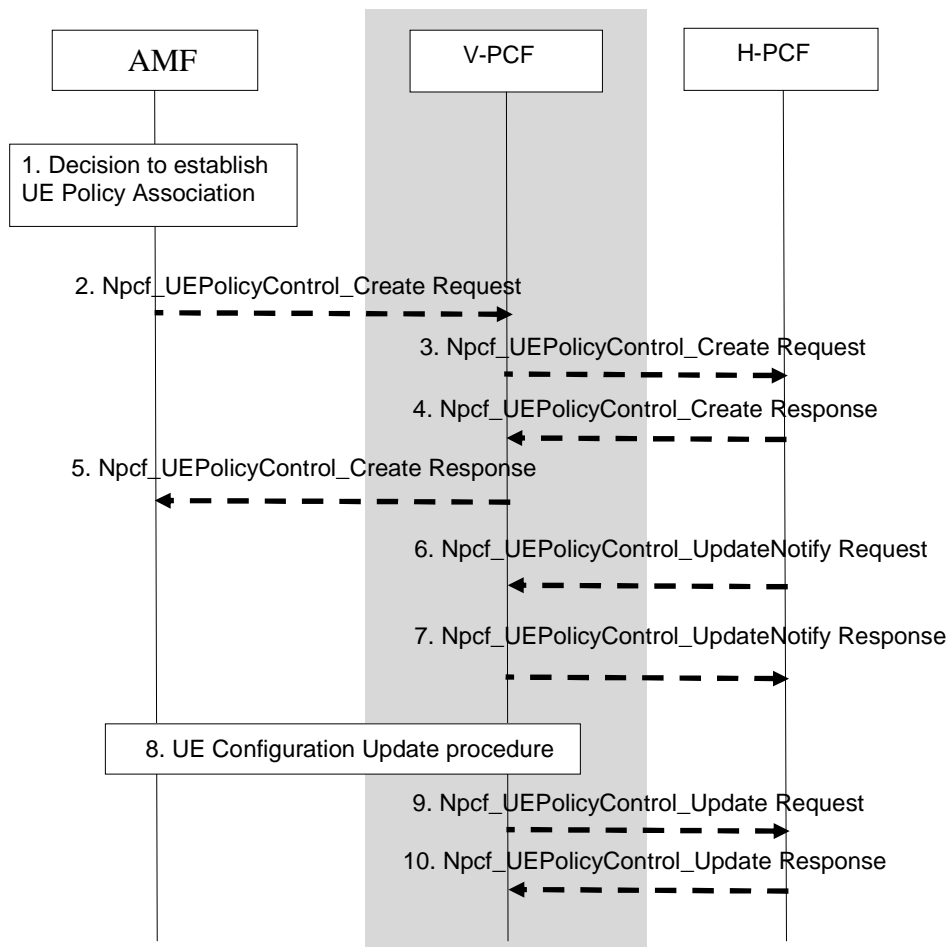 AMF
V-PCF
H-PCF
1. Decision to establish
UE Policy Association
2. Npcf_UEPolicyControl_Create Request
3. Npcf_UEPolicyControl_Create Request
4. Npcf_UEPolicyControl_Create Response
5. Npcf_UEPolicyControl_Create Response
6. Npcf_UEPolicyControl_UpdateNotify Request
7. Npcf_UEPolicyControl_UpdateNotify Response
8. UE Configuration Update procedure
9. Npcf_UEPolicyControl_Update Request
10. Npcf_UEPolicyControl_Update Response